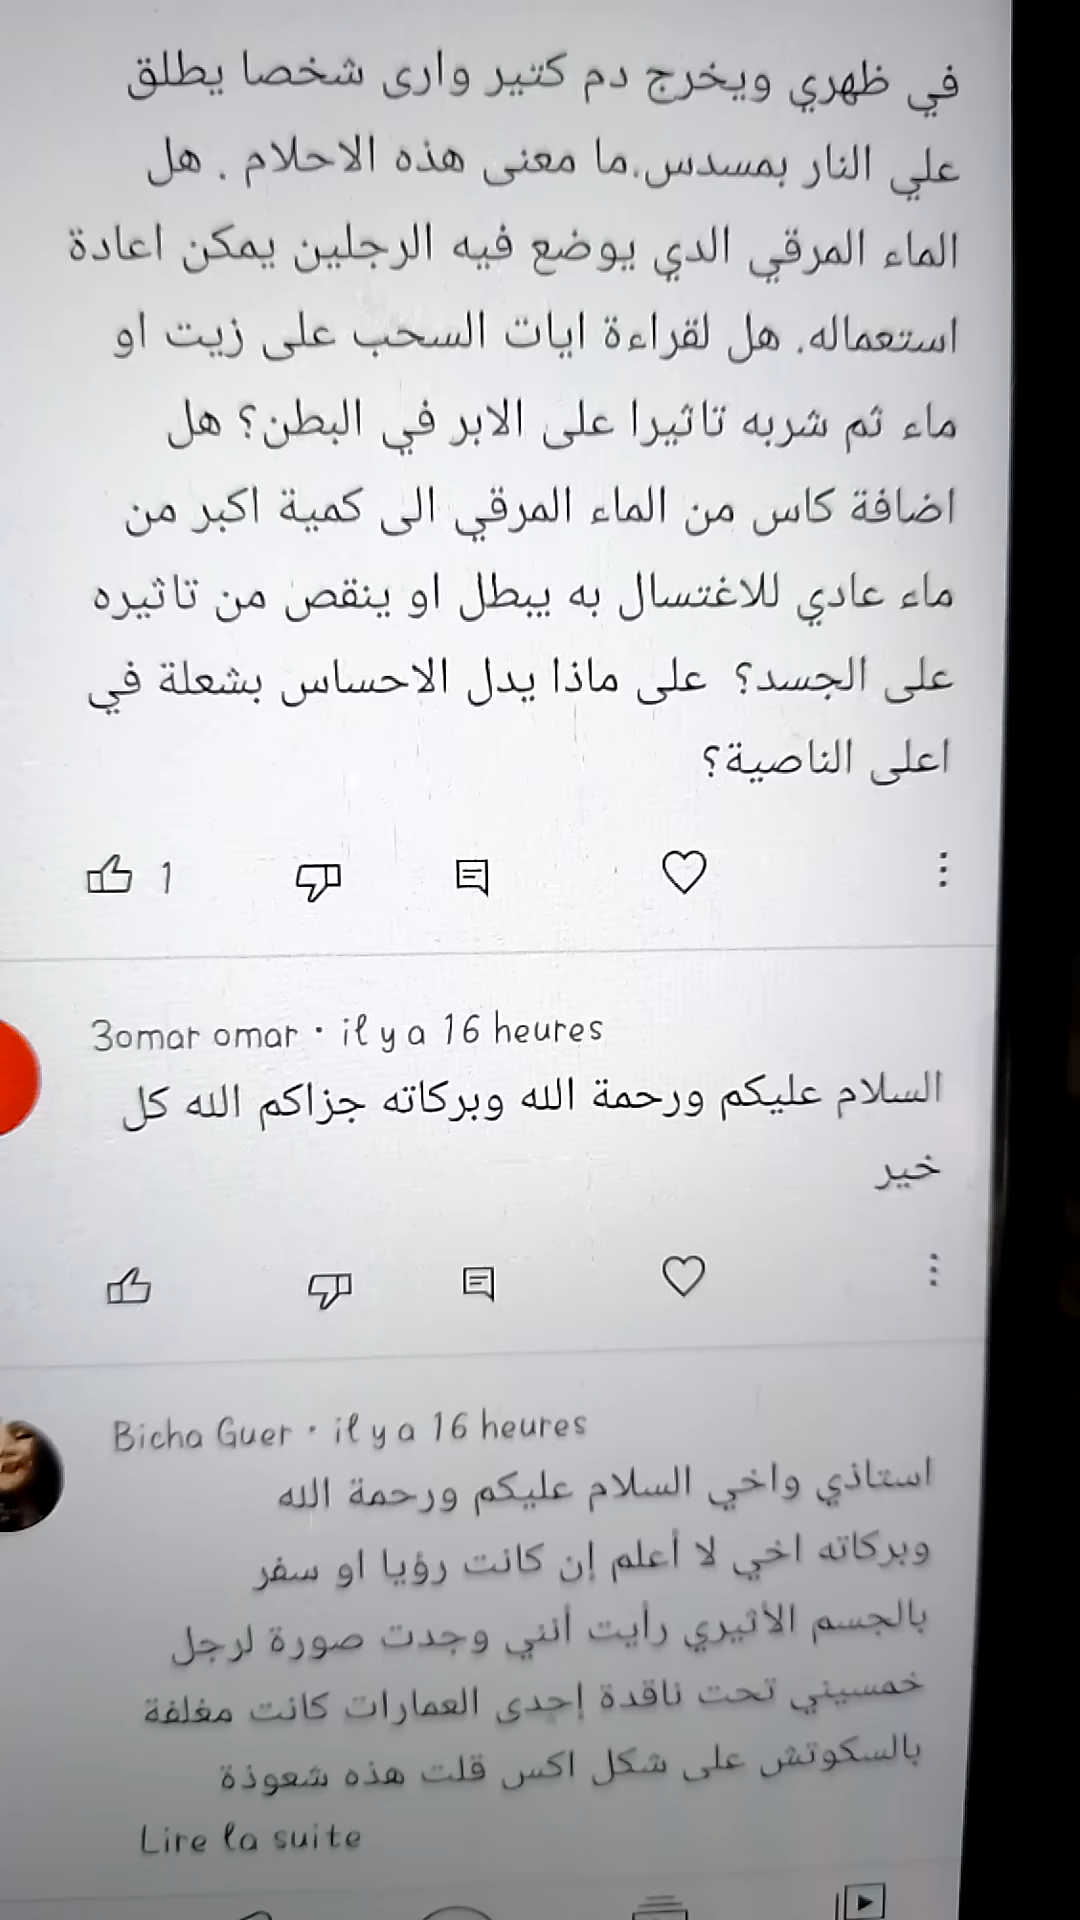 في ظهري ويخرج دم كتير وارى شخصا يطلق
علي النار بمسدس.ما معنى هذه الاحلام . هل
الماء المرقي الدي يوضع فيه الرجلين يمكن اعادة
استعماله. هل لقراءة ايات السحب على زيت او
ماء ثم شربه تاثيرا على الابر في البطن؟ هل
اضافة كاس من الماء المرقي الى كمية اكبر من
ماء عادي للاغتسال به يبطل او ينقص من تاثيره
على الجسد؟ على ماذا يدل الاحساس بشعلة في
اعلى الناصية؟
1
3omar omar · il y a 16 heures
السلام عليكم ورحمة الله وبركاته جزاكم الله كل
خير
Bicha Guer · il y a 16 heures
استاذي واخي السلام عليكم ورحمة الله
وبركاته اخي لا أعلم إن كانت رؤيا او سفر
بالجسم الأثيري رأيت أنني وجدت صورة لرجل
خمسيني تحت ناقدة إحدى العمارات كانت مغلفة
بالسكوتش على شكل اكس قلت هذه شعوذة
Lire la suite